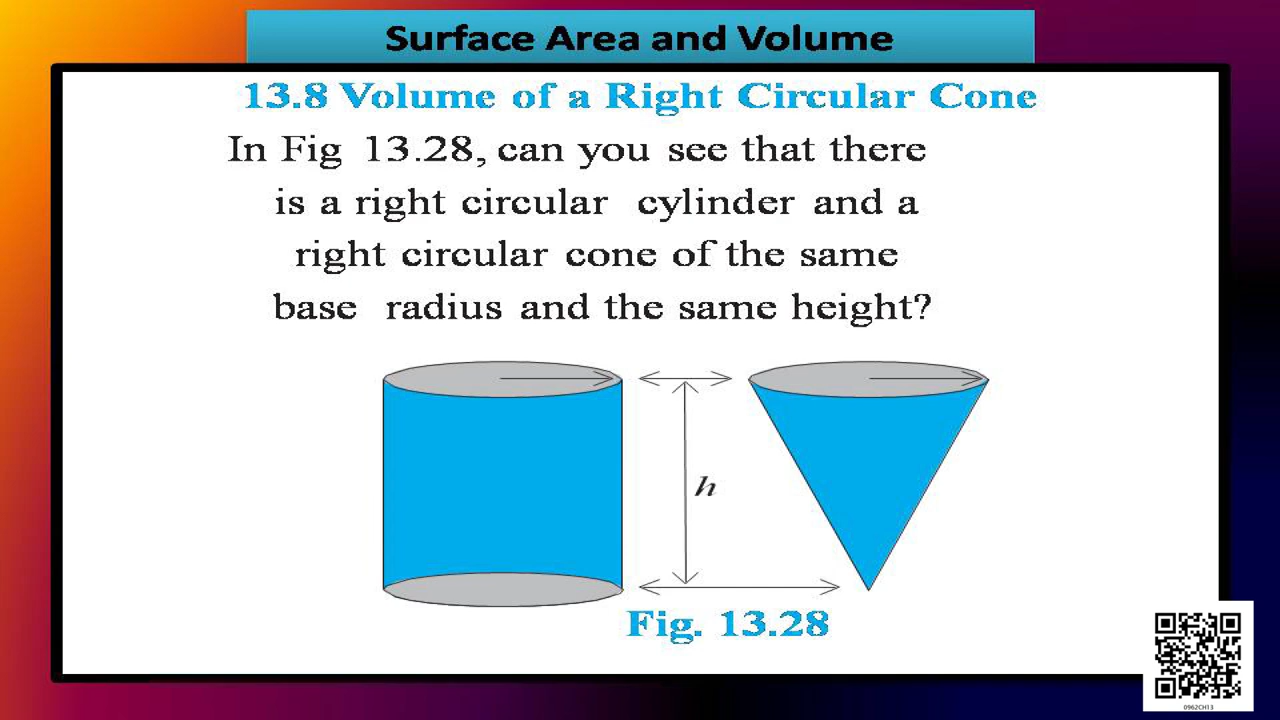 Surface Area and Volume
13.8 Volume of a Right Circular Cone
In Fig 13.28, can you see that there
is a right circular cylinder and a
right circular cone of the same
base radius and the same height?
h
Fig. 13.28
0962CH13